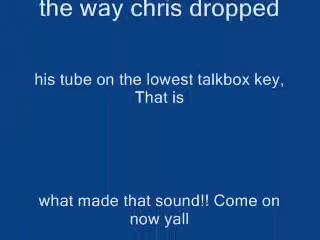 the way chris dropped
his tube on the lowest talkbox key,
That is
what made that sound!! Come on
now yall